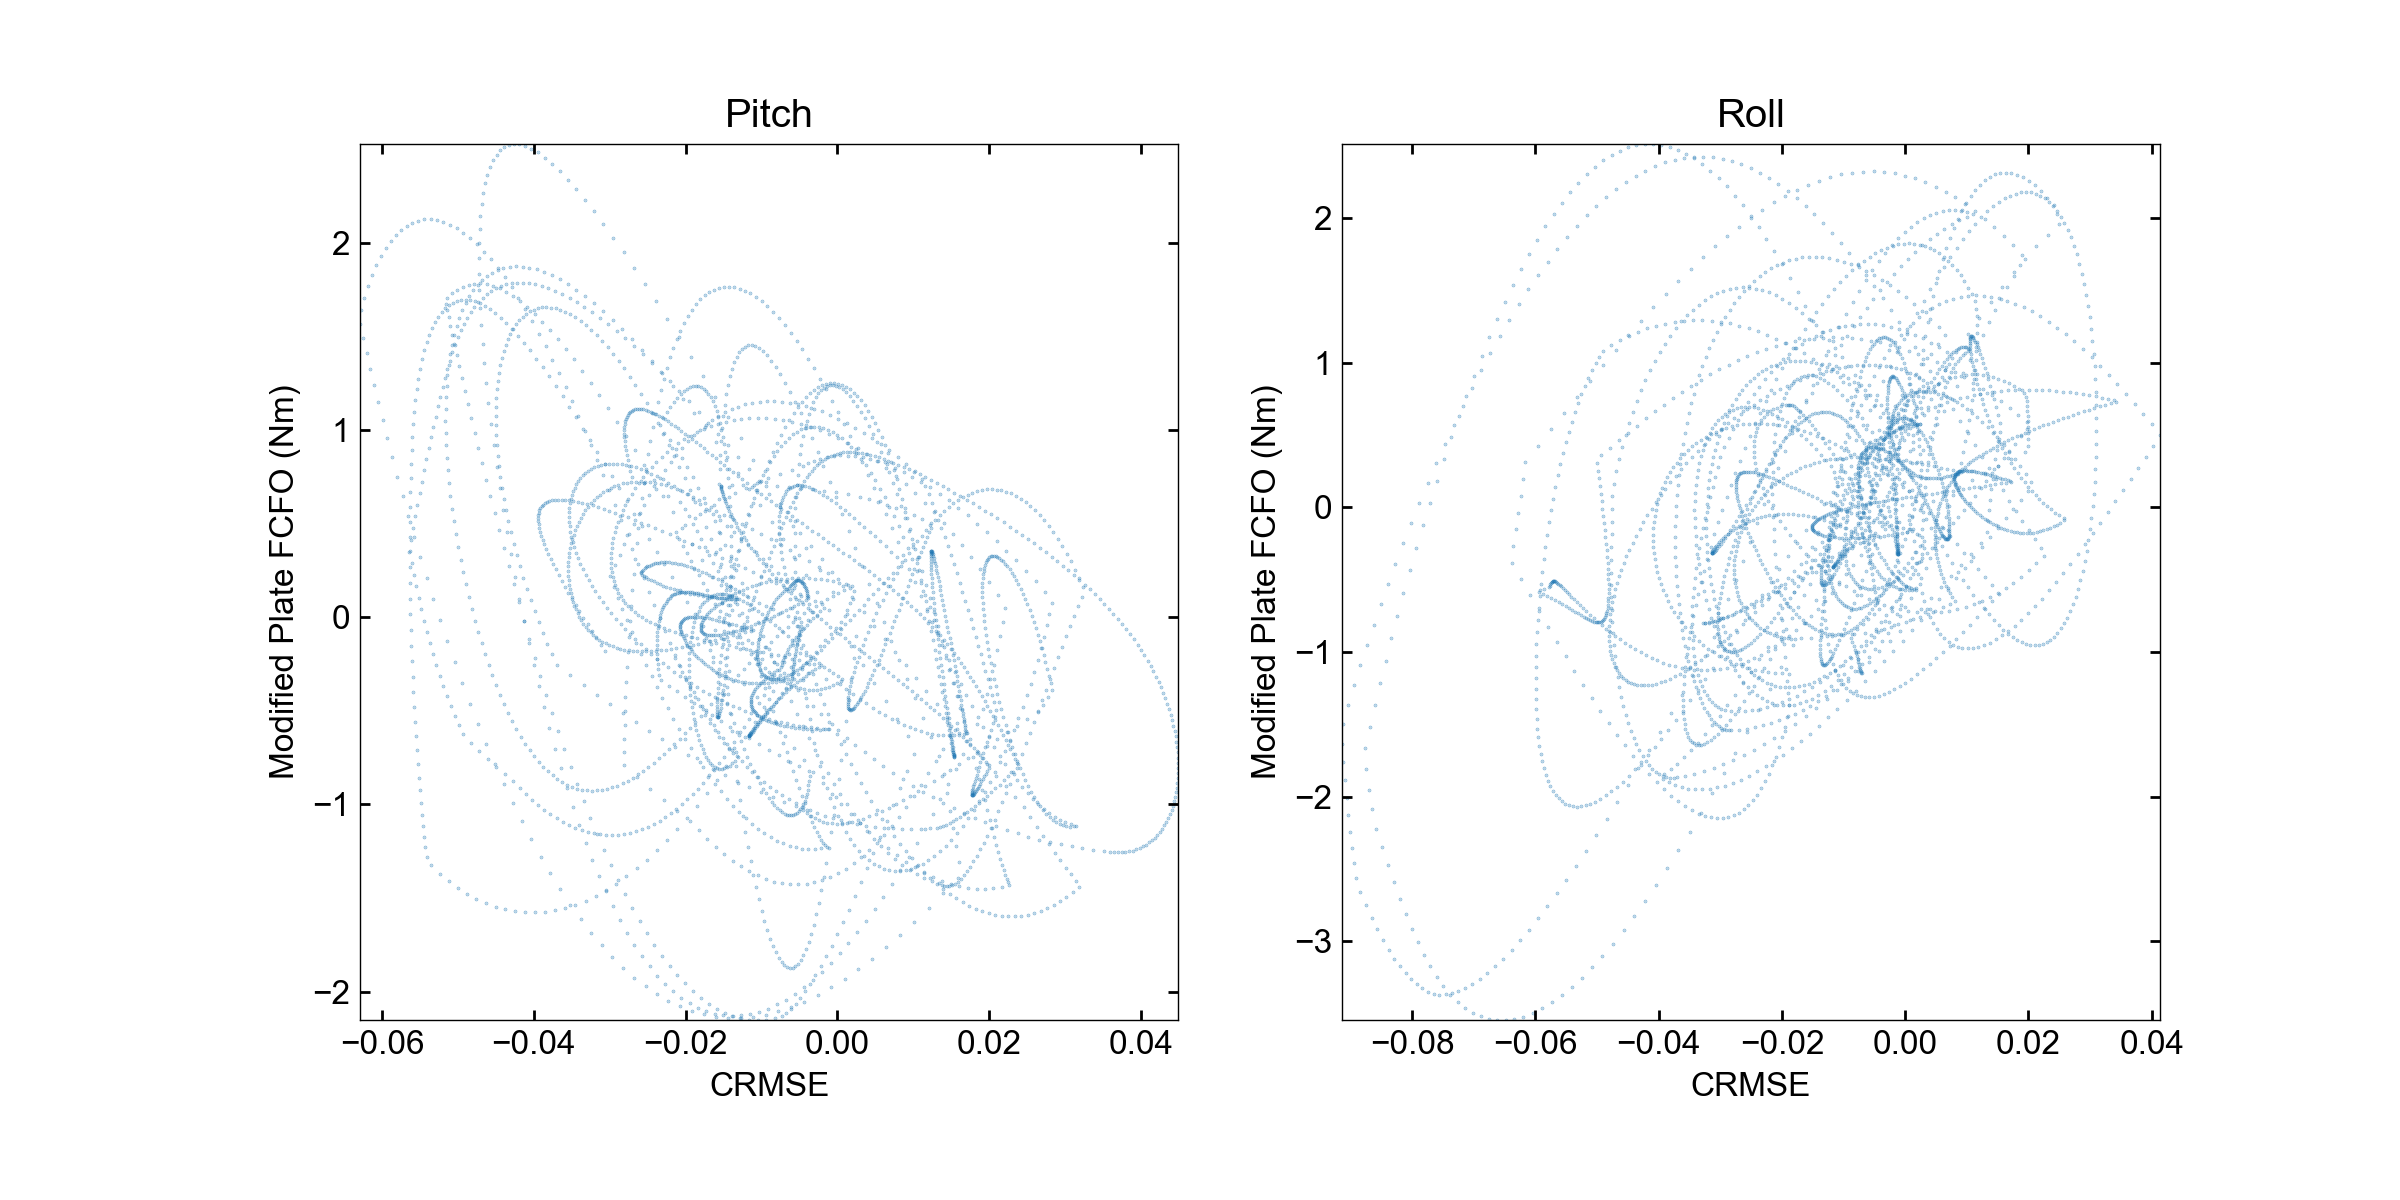 Pitch
Modified Plate FCFO (Nm)
2
1
0
−1
−2
−0.06 −0.04 −0.02 0.00 0.02 0.04
CRMSE
Roll
Modified Plate FCFO (Nm)
2
1
0
−1
−2
−3
−0.08 −0.06 −0.04 −0.02 0.00 0.02 0.04
CRMSE